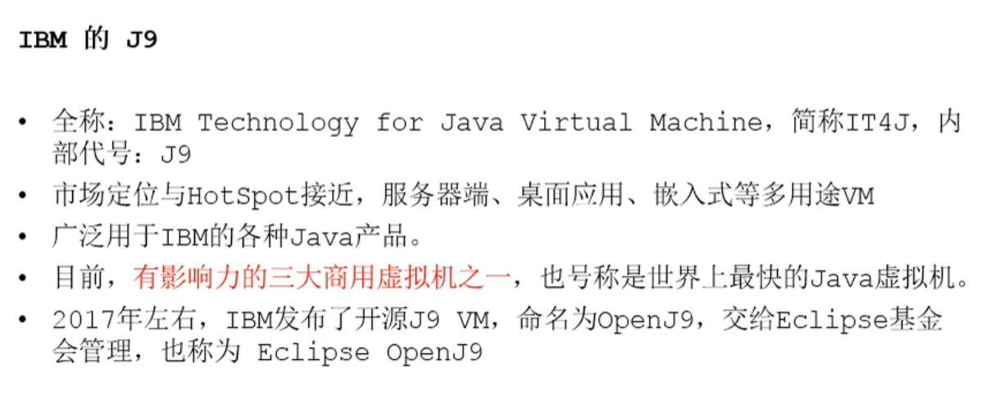 IBM 的 J9
• 全称：IBM Technology for Java Virtual Machine，简称IT4J，内
部代号：J9
• 市场定位与HotSpot接近，服务器端、桌面应用、嵌入式等多用途VM
• 广泛用于IBM的各种Java产品。
• 目前，有影响力的三大商用虚拟机之一，也号称是世界上最快的Java虚拟机。
• 2017年左右，IBM发布了开源J9 VM，命名为OpenJ9，交给Eclipse基金
会管理，也称为 Eclipse OpenJ9